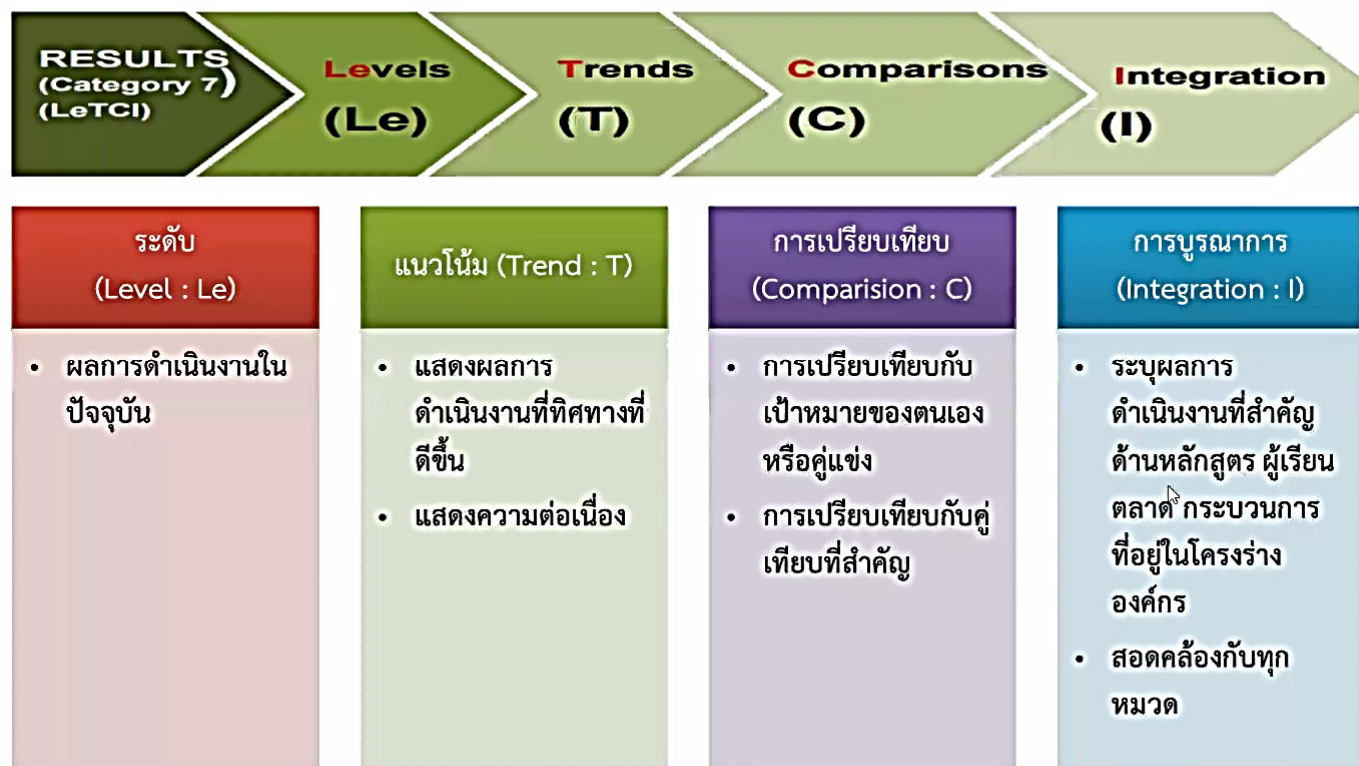 RESULTS
(Category 7)
(LeTCI)
Levels
(Le)
Trends
(T)
Comparisons
(C)
Integration
(I)
ระดับ
(Level : Le)
• ผลการดำเนินงานใน
ปัจจุบัน
แนวโน้ม (Trend : T)
• แสดงผลการ
ดำเนินงานที่ทิศทางที่
ดีขึ้น
• แสดงความต่อเนื่อง
การเปรียบเทียบ
(Comparision : C)
• การเปรียบเทียบกับ
เป้าหมายของตนเอง
หรือคู่แข่ง
• การเปรียบเทียบกับคู่
เทียบที่สำคัญ
การบูรณาการ
(Integration : I)
• ระบุผลการ
ดำเนินงานที่สำคัญ
ด้านหลักสูตร ผู้เรียน
ตลาด กระบวนการ
ที่อยู่ในโครงร่าง
องค์กร
• สอดคล้องกับทุก
หมวด